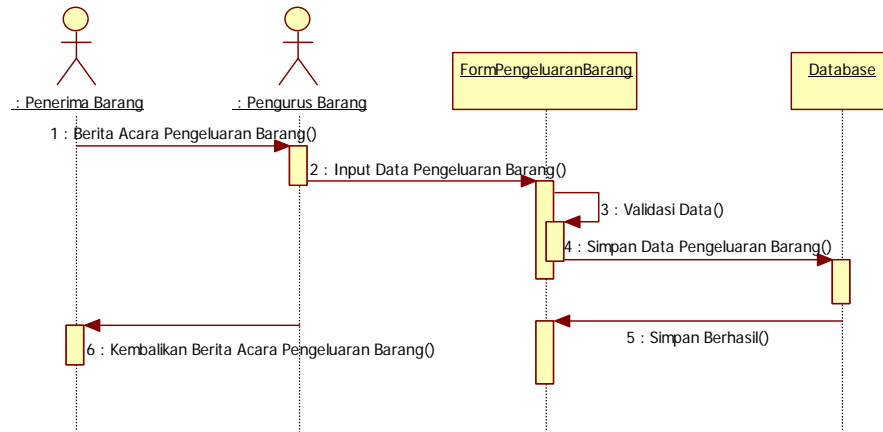 FormPengeluaranBarang
Database
: Penerima Barang
: Pengurus Barang
1 : Berita Acara Pengeluaran Barang()
2 : Input Data Pengeluaran Barang()
3 : Validasi Data()
4 : Simpan Data Pengeluaran Barang()
5 : Simpan Berhasil()
6 : Kembalikan Berita Acara Pengeluaran Barang()